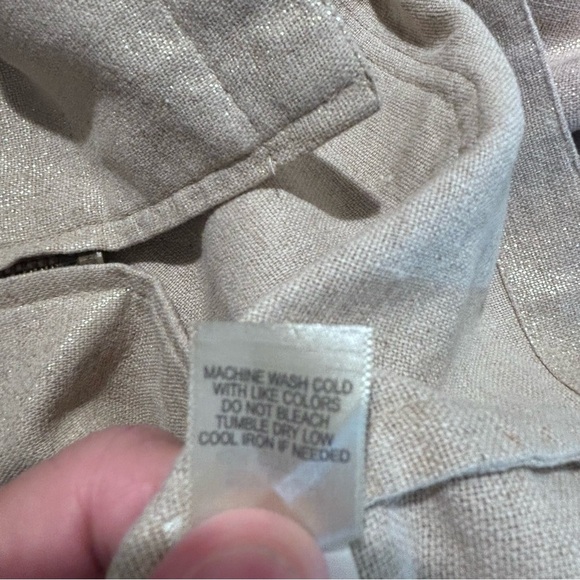 MACHINE WASH COLD
WITH LIKE COLORS
DO NOT BLEACH
TUMBLE DRY LOW
COOL IRON IF NEEDED